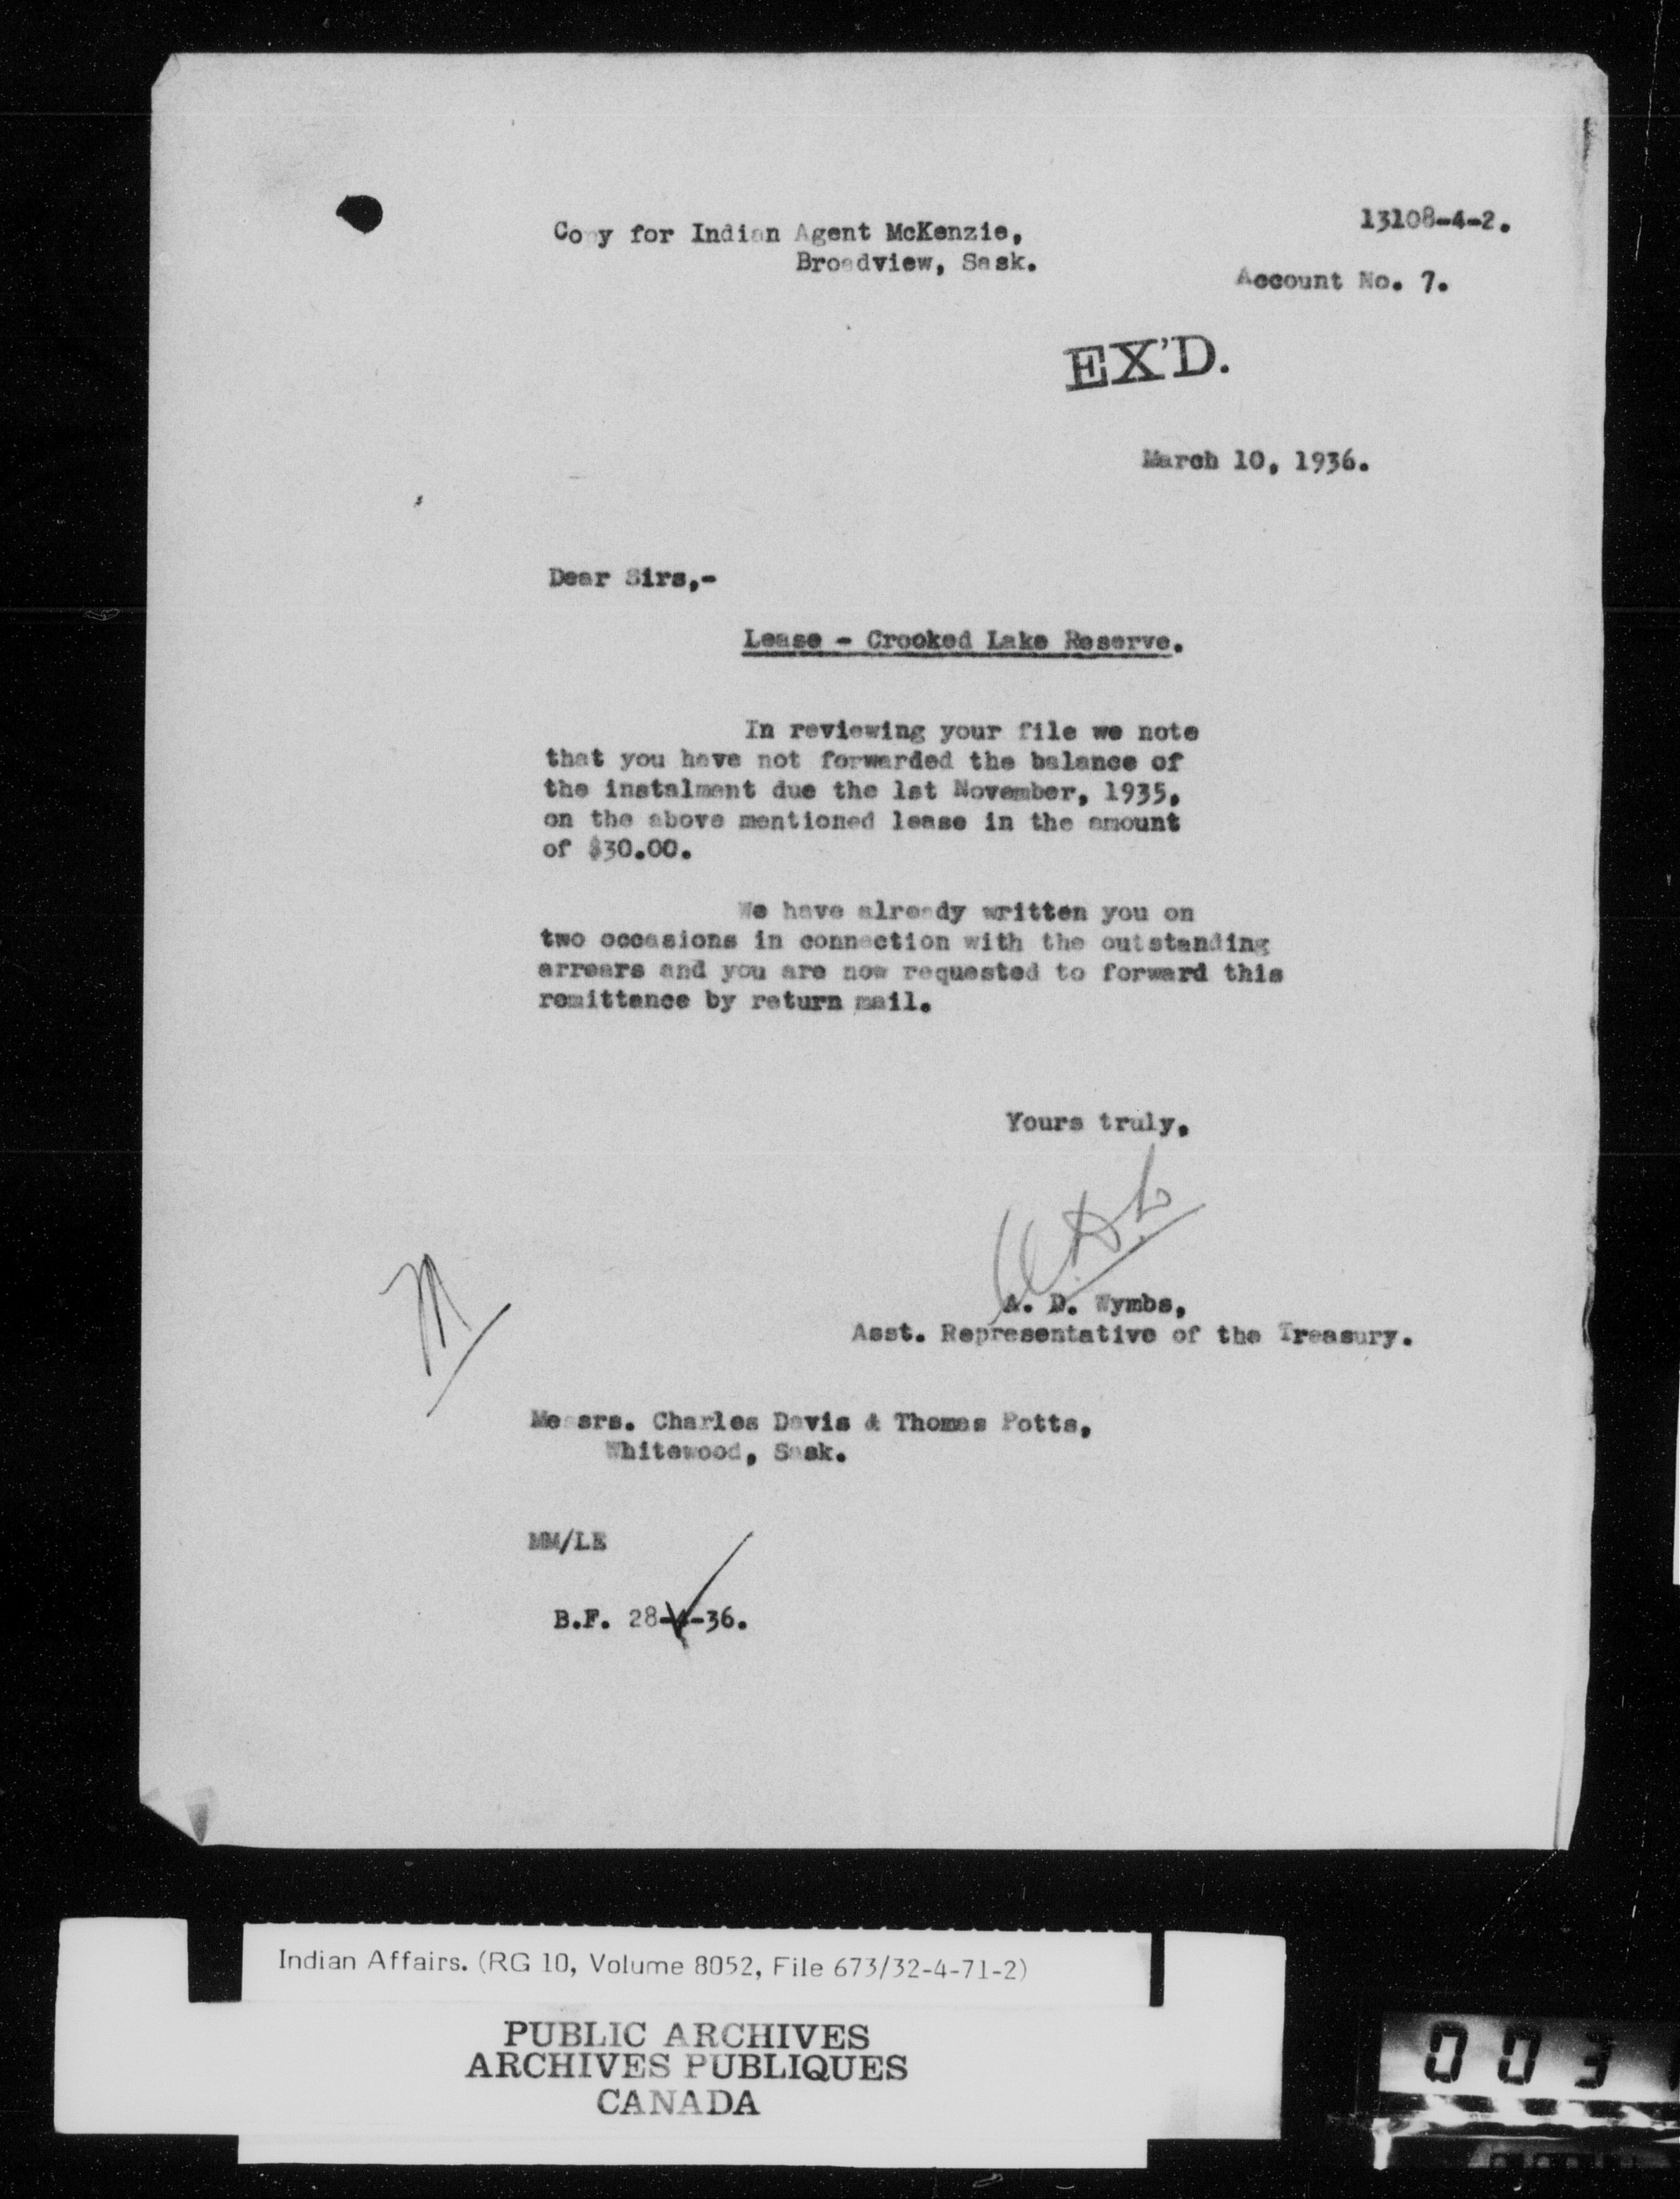 13108-4-2.
Copy for Indian Agent McKenzie,
Broadview, Sask.
Account No. 7.
EX'D.
March 10, 1936.
Dear Sirs,-
Lease - Crooked Lake Reserve.
In reviewing your file we note
that you have not forwarded the balance of
the instalment due the 1st November, 1935,
on the above mentioned lease in the amount
of $30.00.
We have already written you on
two occasions in connection with the outstanding
arrears and you are now requested to forward this
remittance by return mail.
Yours truly,
A. D. Wymbs,
Asst. Representative of the Treasury.
M
Messrs. Charles Davis & Thomas Potts,
Whitewood, Sask.
MM/LE
B.F. 28-4-36.
Indian Affairs. (RG 10, Volume 8052, File 673/32-4-71-2)
PUBLIC ARCHIVES
ARCHIVES PUBLIQUES
CANADA
003